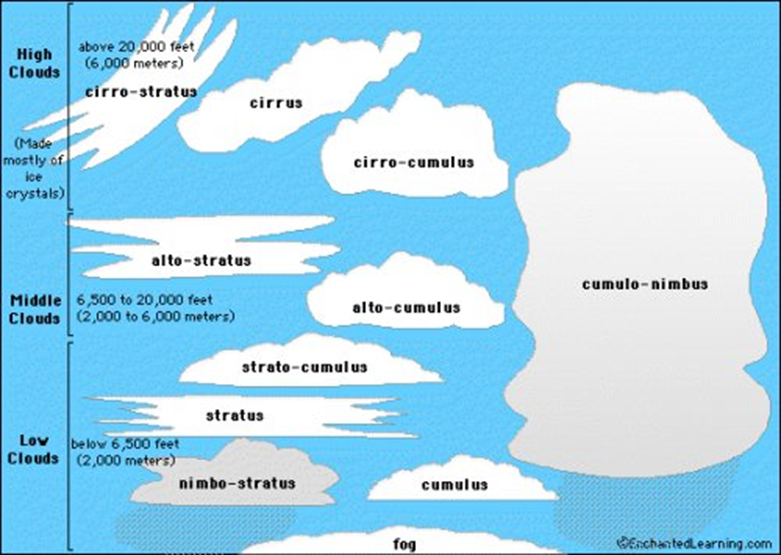 High
Clouds
above 20,000 feet
(6,000 meters)
cirro-stratus
cirrus
(Made
mostly of
ice
crystals)
cirro-cumulus
alto-stratus
cumulo-nimbus
Middle
Clouds
6,500 to 20,000 feet
(2,000 to 6,000 meters)
alto-cumulus
strato-cumulus
stratus
Low
Clouds
below 6,500 feet
(2,000 meters)
nimbo-stratus
cumulus
fog
©EnchantedLearning.com